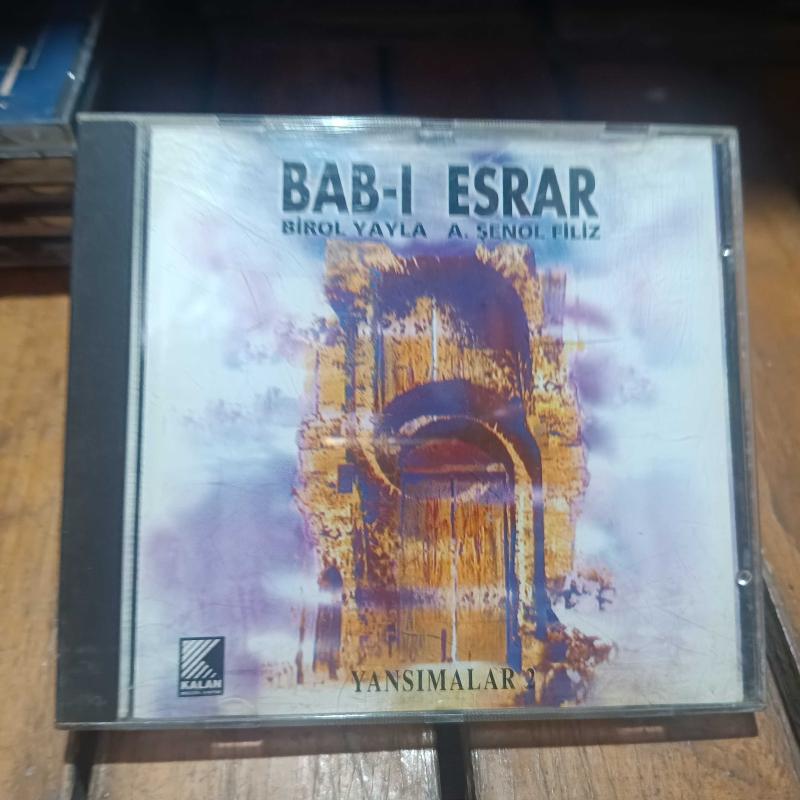 BAB-I ESRAR
BİROL YAYLA A. ŞENOL FİLİZ
YANSIMALAR 2
KALAN